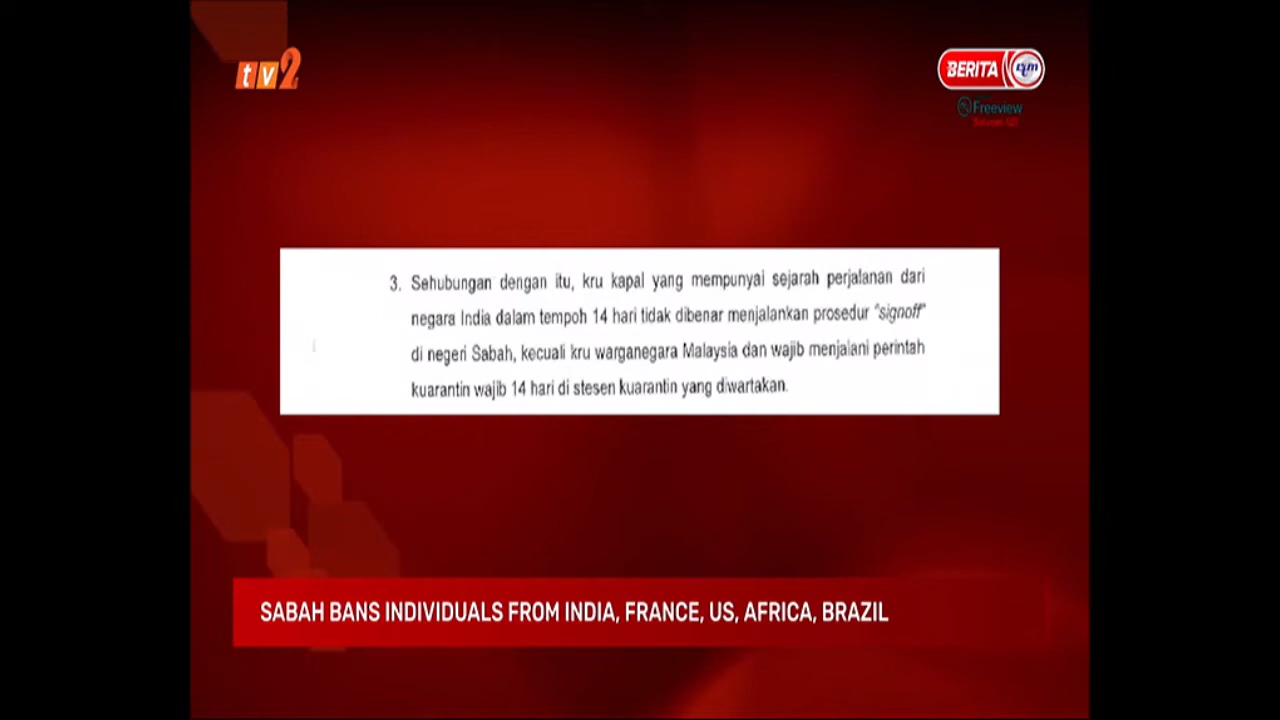 tv2
BERITA rtm
Freeview
3. Sehubungan dengan itu, kru kapal yang mempunyai sejarah perjalanan dari
negara India dalam tempoh 14 hari tidak dibenar menjalankan prosedur "signoff"
di negeri Sabah, kecuali kru warganegara Malaysia dan wajib menjalani perintah
kuarantin wajib 14 hari di stesen kuarantin yang diwartakan.
SABAH BANS INDIVIDUALS FROM INDIA, FRANCE, US, AFRICA, BRAZIL